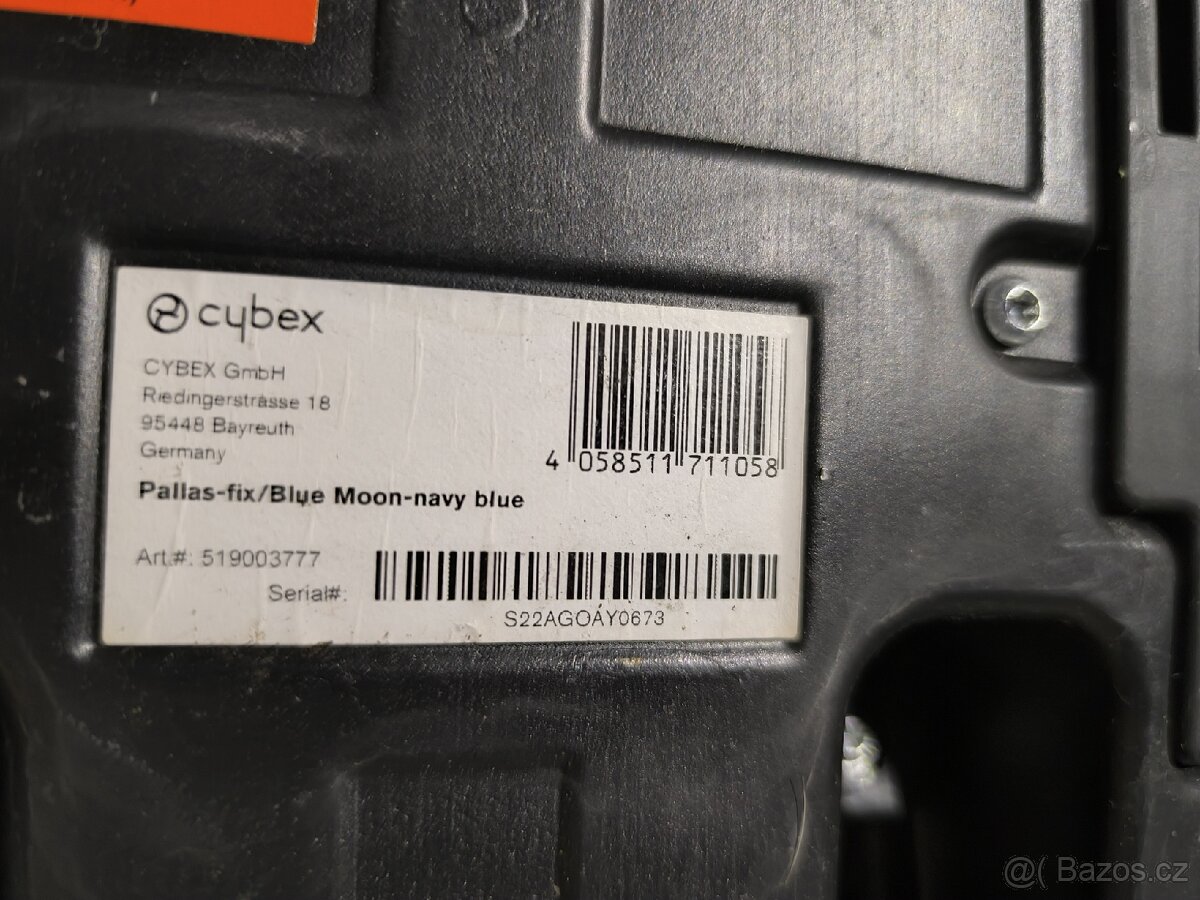 cybex
CYBEX GmbH
Riedingerstrasse 18
95448 Bayreuth
Germany
4 058511 711058
Pallas-fix/Blue Moon-navy blue
Art.#: 519003777
Serial#:
S22AGOAY0673
@( Bazos.cz